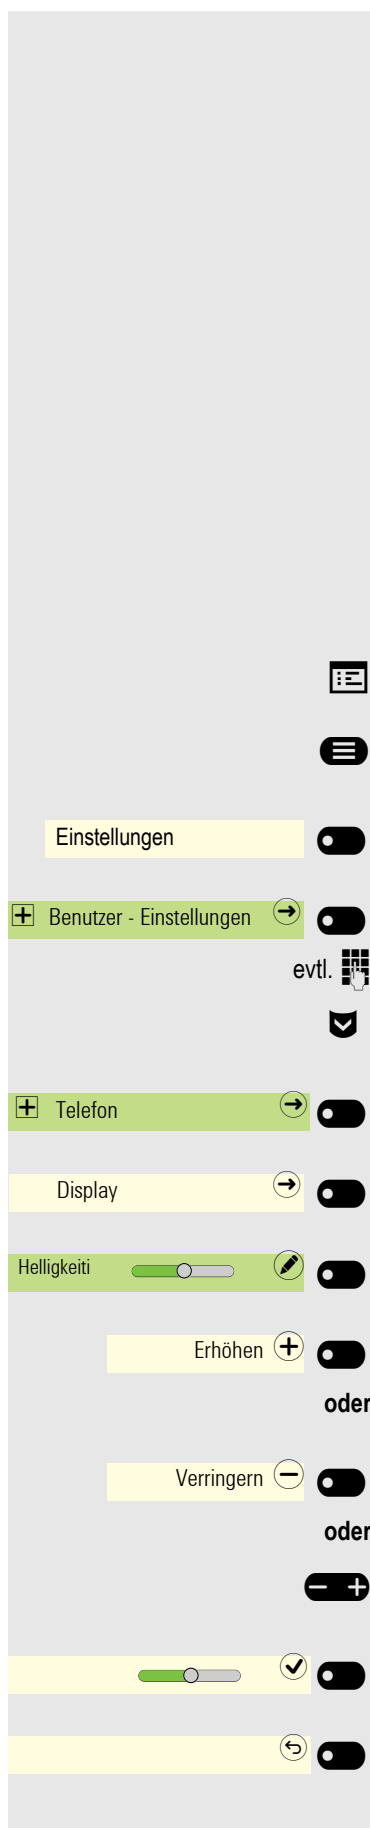 Einstellungen
Benutzer - Einstellungen
evtl.
Telefon
Display
Helligkeiti
Erhöhen
oder
Verringern
oder